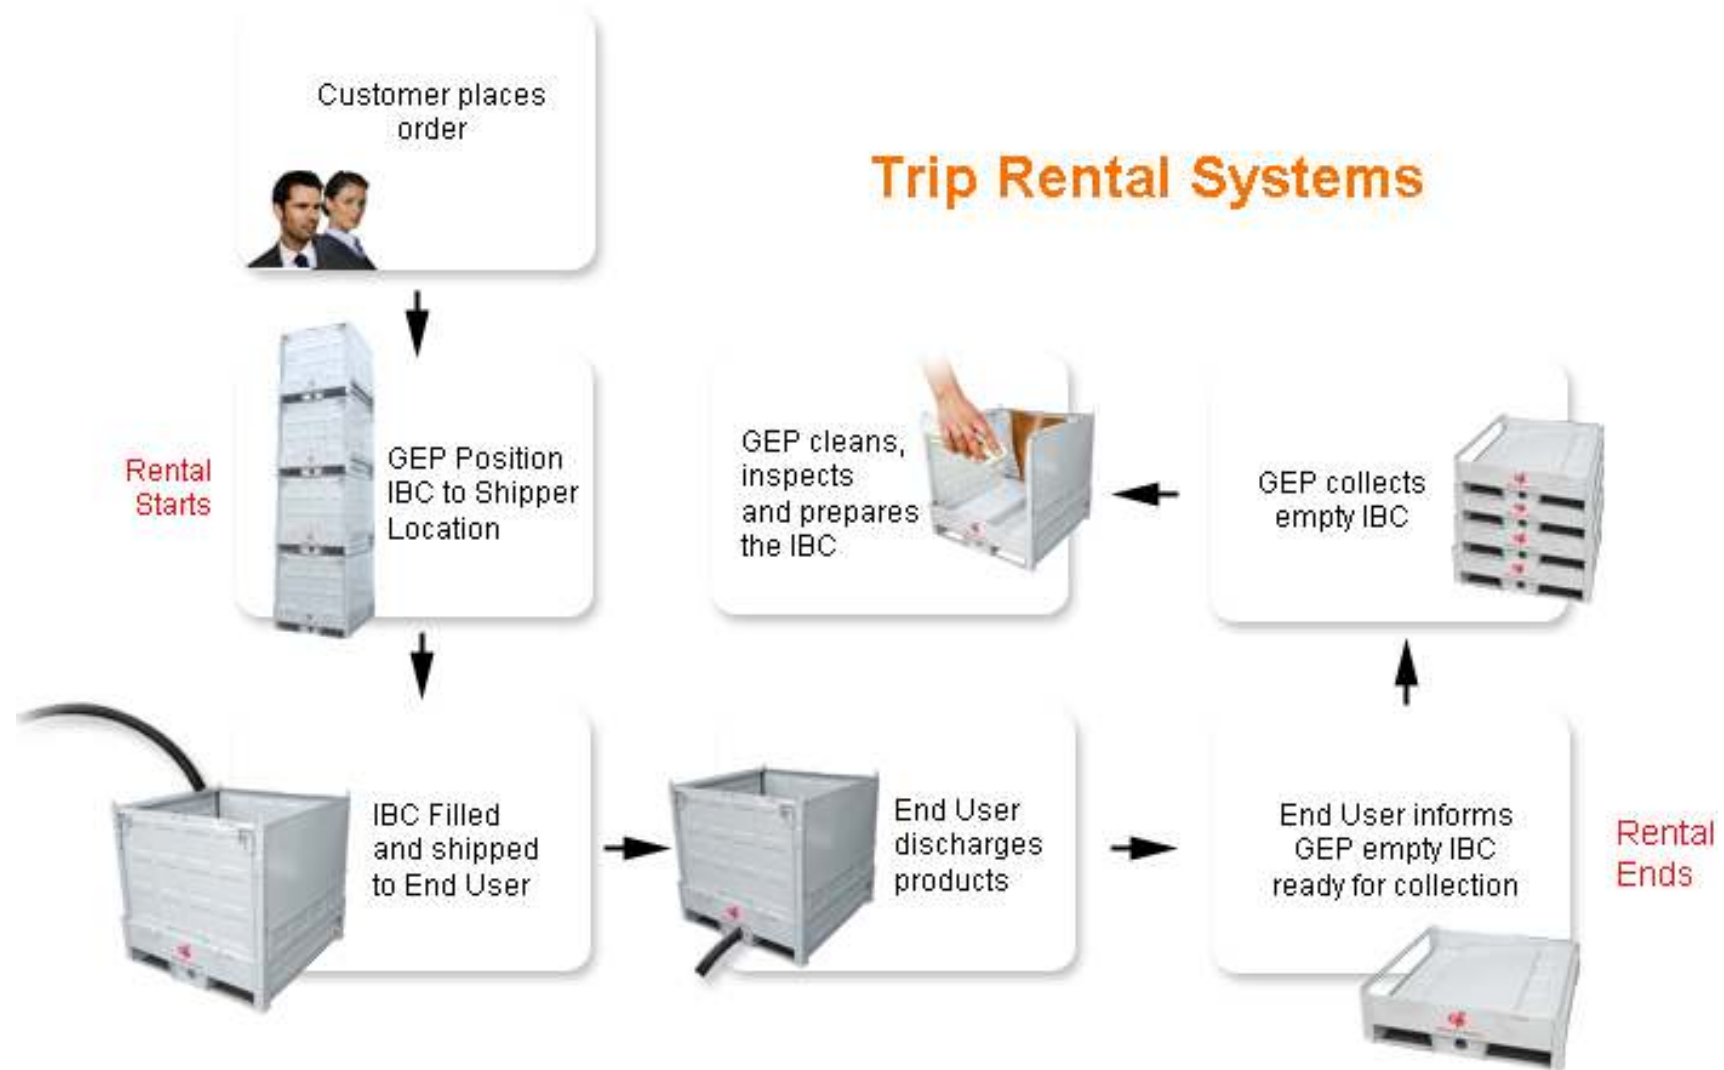 Customer places
order
Trip Rental Systems
Rental
Starts
GEP Position
IBC to Shipper
Location
GEP cleans,
inspects
and prepares
the IBC
GEP collects
empty IBC
IBC Filled
and shipped
to End User
End User
discharges
products
End User informs
GEP empty IBC
ready for collection
Rental
Ends